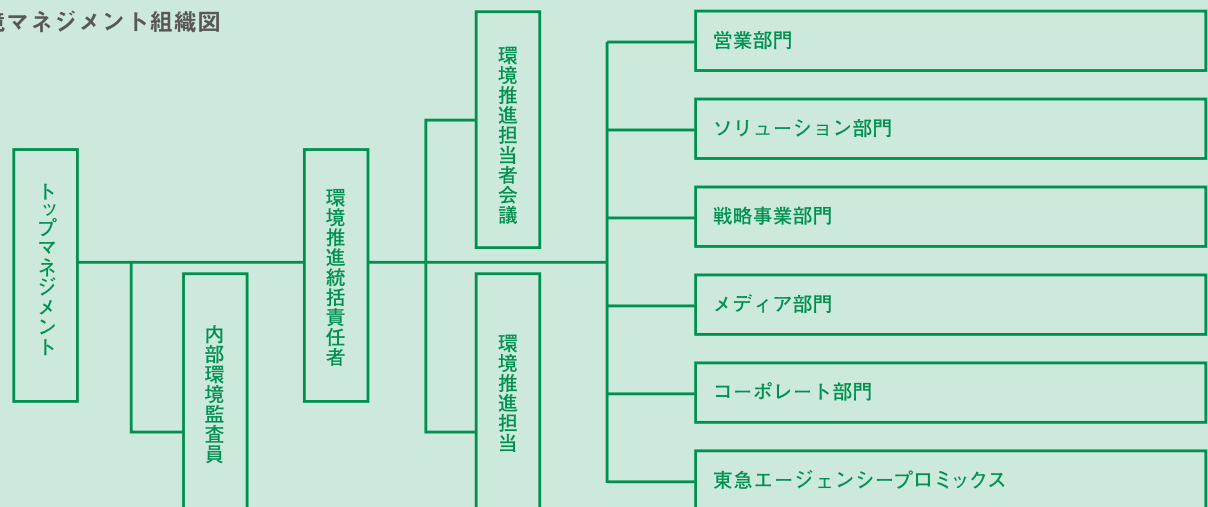 マネジメント組織図
トップマネジメント
内部環境監査員
環境推進統括責任者
環境推進担当者会議
環境推進担当
営業部門
ソリューション部門
戦略事業部門
メディア部門
コーポレート部門
東急エージェンシープロミックス